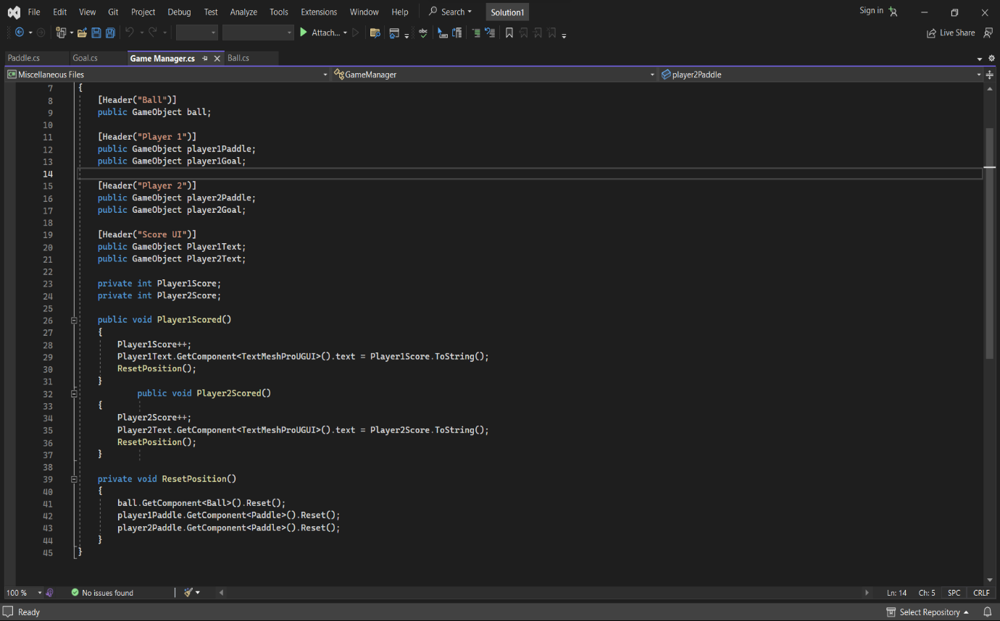 File Edit View Git Project Debug Test Analyze Tools Extensions Window Help Search Solution1 Sign in
Attach... Live Share
Paddle.cs Goal.cs Game Manager.cs Ball.cs
C# Miscellaneous Files GameManager player2Paddle
7 {
8 [Header("Ball")]
9 public GameObject ball;
10
11 [Header("Player 1")]
12 public GameObject player1Paddle;
13 public GameObject player1Goal;
14
15 [Header("Player 2")]
16 public GameObject player2Paddle;
17 public GameObject player2Goal;
18
19 [Header("Score UI")]
20 public GameObject Player1Text;
21 public GameObject Player2Text;
22
23 private int Player1Score;
24 private int Player2Score;
25
26 public void Player1Scored()
27 {
28 Player1Score++;
29 Player1Text.GetComponent<TextMeshProUGUI>().text = Player1Score.ToString();
30 ResetPosition();
31 }
32 public void Player2Scored()
33 {
34 Player2Score++;
35 Player2Text.GetComponent<TextMeshProUGUI>().text = Player2Score.ToString();
36 ResetPosition();
37 }
38
39 private void ResetPosition()
40 {
41 ball.GetComponent<Ball>().Reset();
42 player1Paddle.GetComponent<Paddle>().Reset();
43 player2Paddle.GetComponent<Paddle>().Reset();
44 }
45 }
100 % No issues found Ln: 14 Ch: 5 SPC CRLF
Ready Select Repository